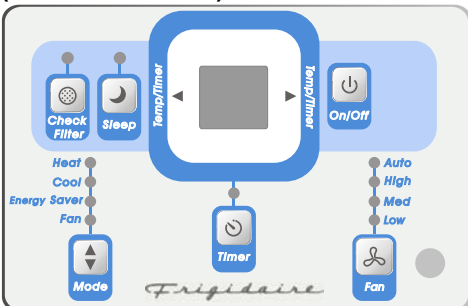 Temp/Timer
Temp/Timer
Check
Filter
Sleep
On/Off
Heat
Cool
Energy Saver
Fan
Auto
High
Med
Low
Timer
Mode
Fan
Frigidaire